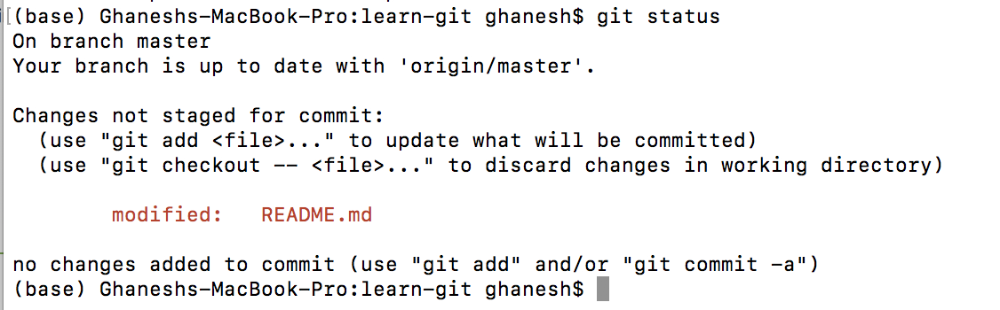 [(base) Ghaneshs-MacBook-Pro:learn-git ghanesh$ git status
On branch master
Your branch is up to date with 'origin/master'.
Changes not staged for commit:
(use "git add <file>..." to update what will be committed)
(use "git checkout -- <file>..." to discard changes in working directory)
modified: README.md
no changes added to commit (use "git add" and/or "git commit -a")
(base) Ghaneshs-MacBook-Pro:learn-git ghanesh$